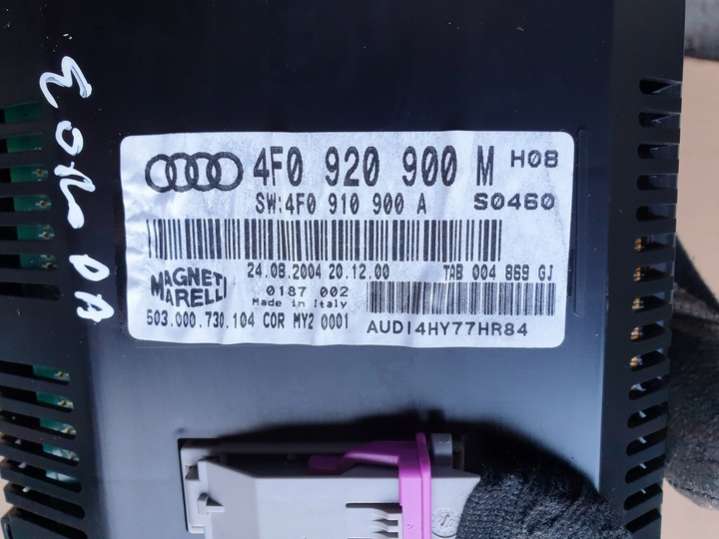 4F0 920 900 M H08
SW:4F0 910 900 A S0460
24.08.2004 20.12.00 TAB 004 869 GJ
MAGNETI MARELLI
0187 002
Made in Italy
503.000.730.104 COR MY2 0001
AUDI4HY77HR84